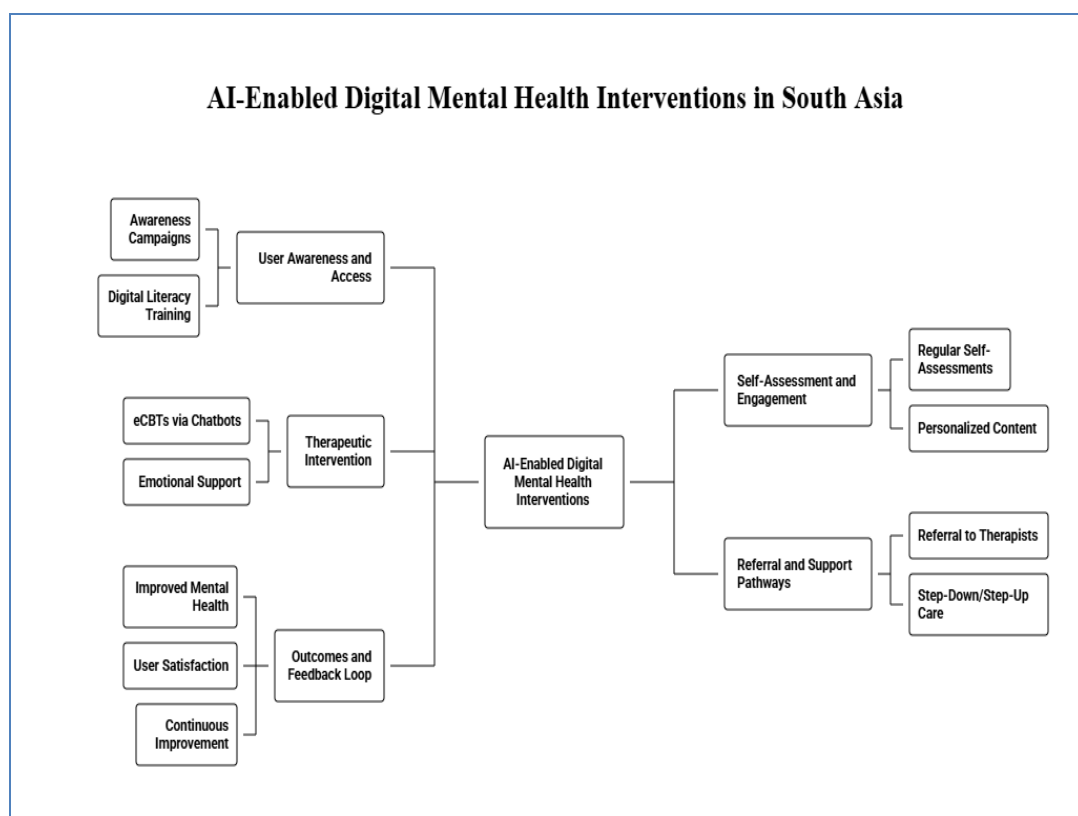 AI-Enabled Digital Mental Health Interventions in South Asia
Awareness
Campaigns
Digital Literacy
Training
User Awareness and
Access
eCBTs via Chatbots
Emotional Support
Therapeutic
Intervention
Improved Mental
Health
User Satisfaction
Continuous
Improvement
Outcomes and
Feedback Loop
AI-Enabled Digital
Mental Health
Interventions
Self-Assessment and
Engagement
Regular Self-
Assessments
Personalized Content
Referral and Support
Pathways
Referral to Therapists
Step-Down/Step-Up
Care